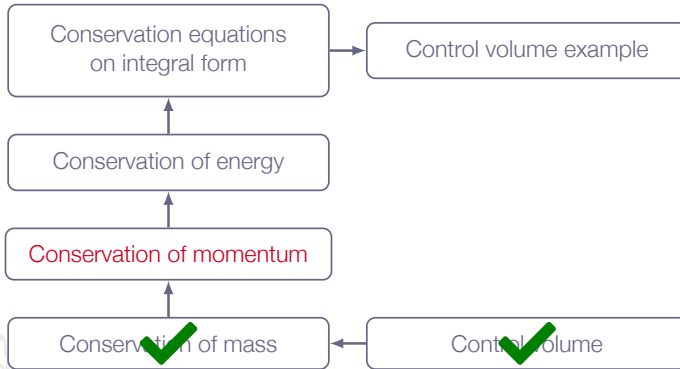 Conservation equations
on integral form
Control volume example
Conservation of energy
Conservation of momentum
Conservation of mass
Control volume